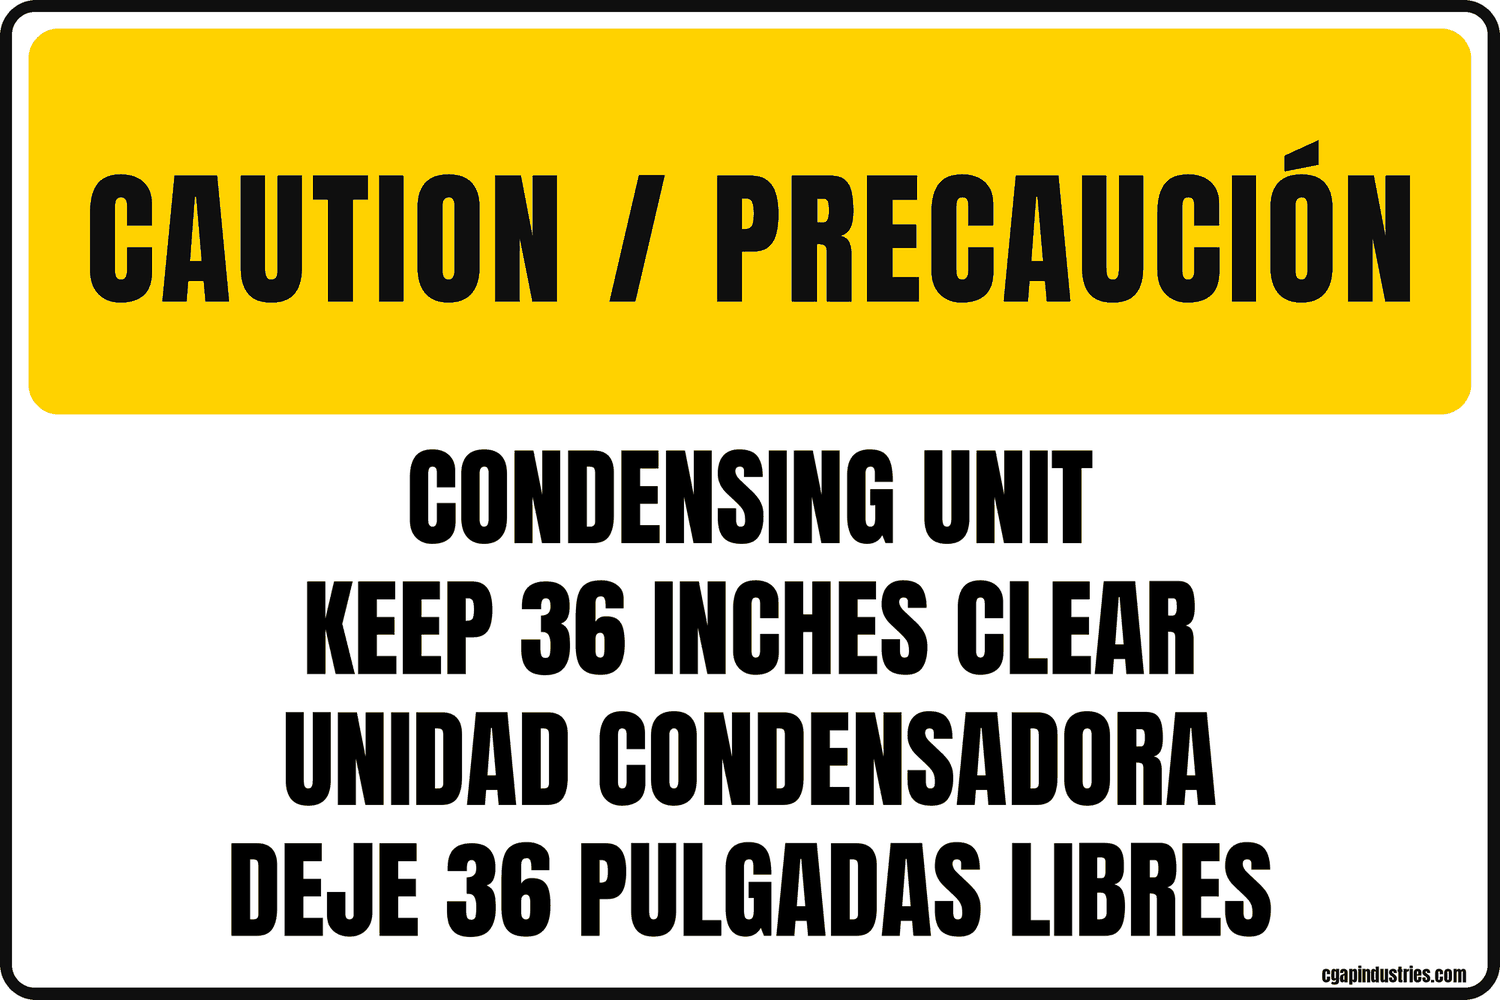 CAUTION / PRECAUCIÓN
CONDENSING UNIT
KEEP 36 INCHES CLEAR
UNIDAD CONDENSADORA
DEJE 36 PULGADAS LIBRES
cgapindustries.com